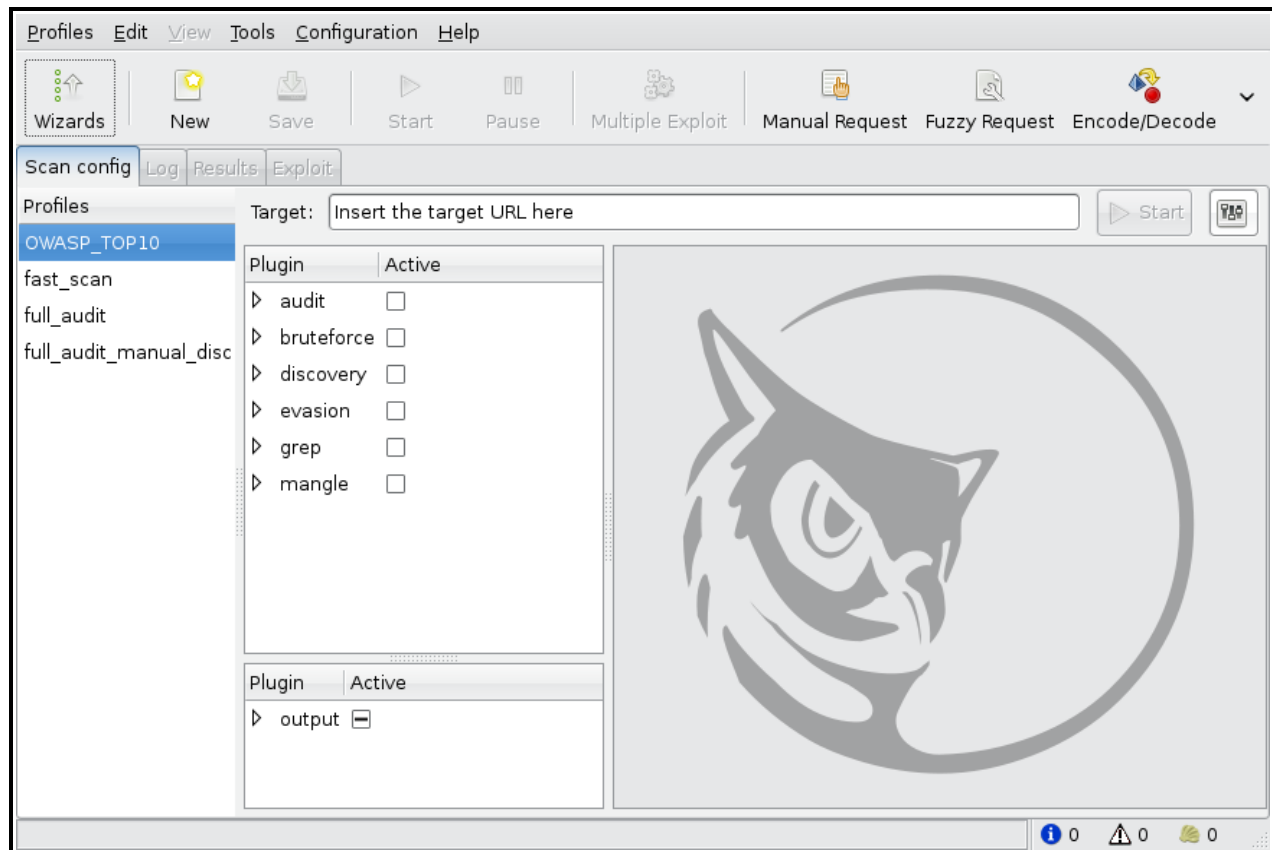 Profiles Edit View Tools Configuration Help
Wizards New Save Start Pause Multiple Exploit Manual Request Fuzzy Request Encode/Decode
Scan config Log Results Exploit
Profiles
OWASP_TOP10
fast_scan
full_audit
full_audit_manual_disc
Target: Insert the target URL here Start
Plugin Active
audit
bruteforce
discovery
evasion
grep
mangle
Plugin Active
output
0 0 0